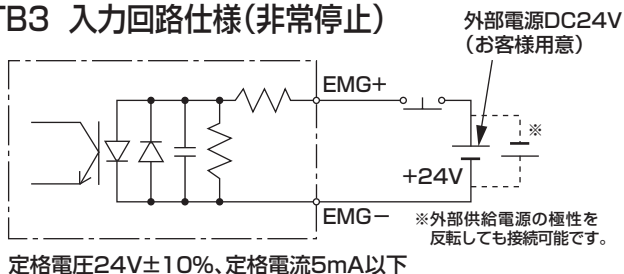 TB3 入力回路仕様(非常停止)
外部電源DC24V
(お客様用意)
EMG+
※
+24V
EMG−
※外部供給電源の極性を
反転しても接続可能です。
定格電圧24V±10%、定格電流5mA以下